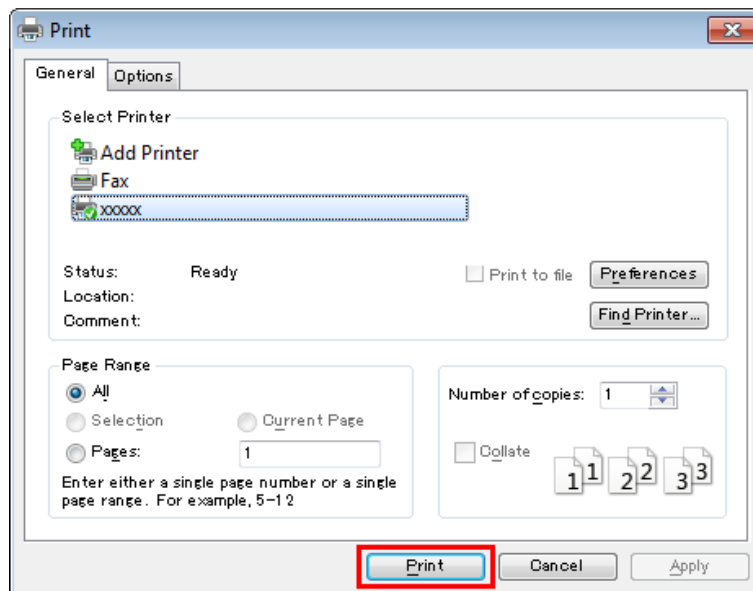 Print
General Options
Select Printer
Add Printer
Fax
xxxxx
Status: Ready
Location:
Comment:
Print to file Preferences
Find Printer...
Page Range
All
Selection Current Page
Pages: 1
Enter either a single page number or a single
page range. For example, 5-12
Number of copies: 1
Collate
1 1 2 2 3 3
Print Cancel Apply